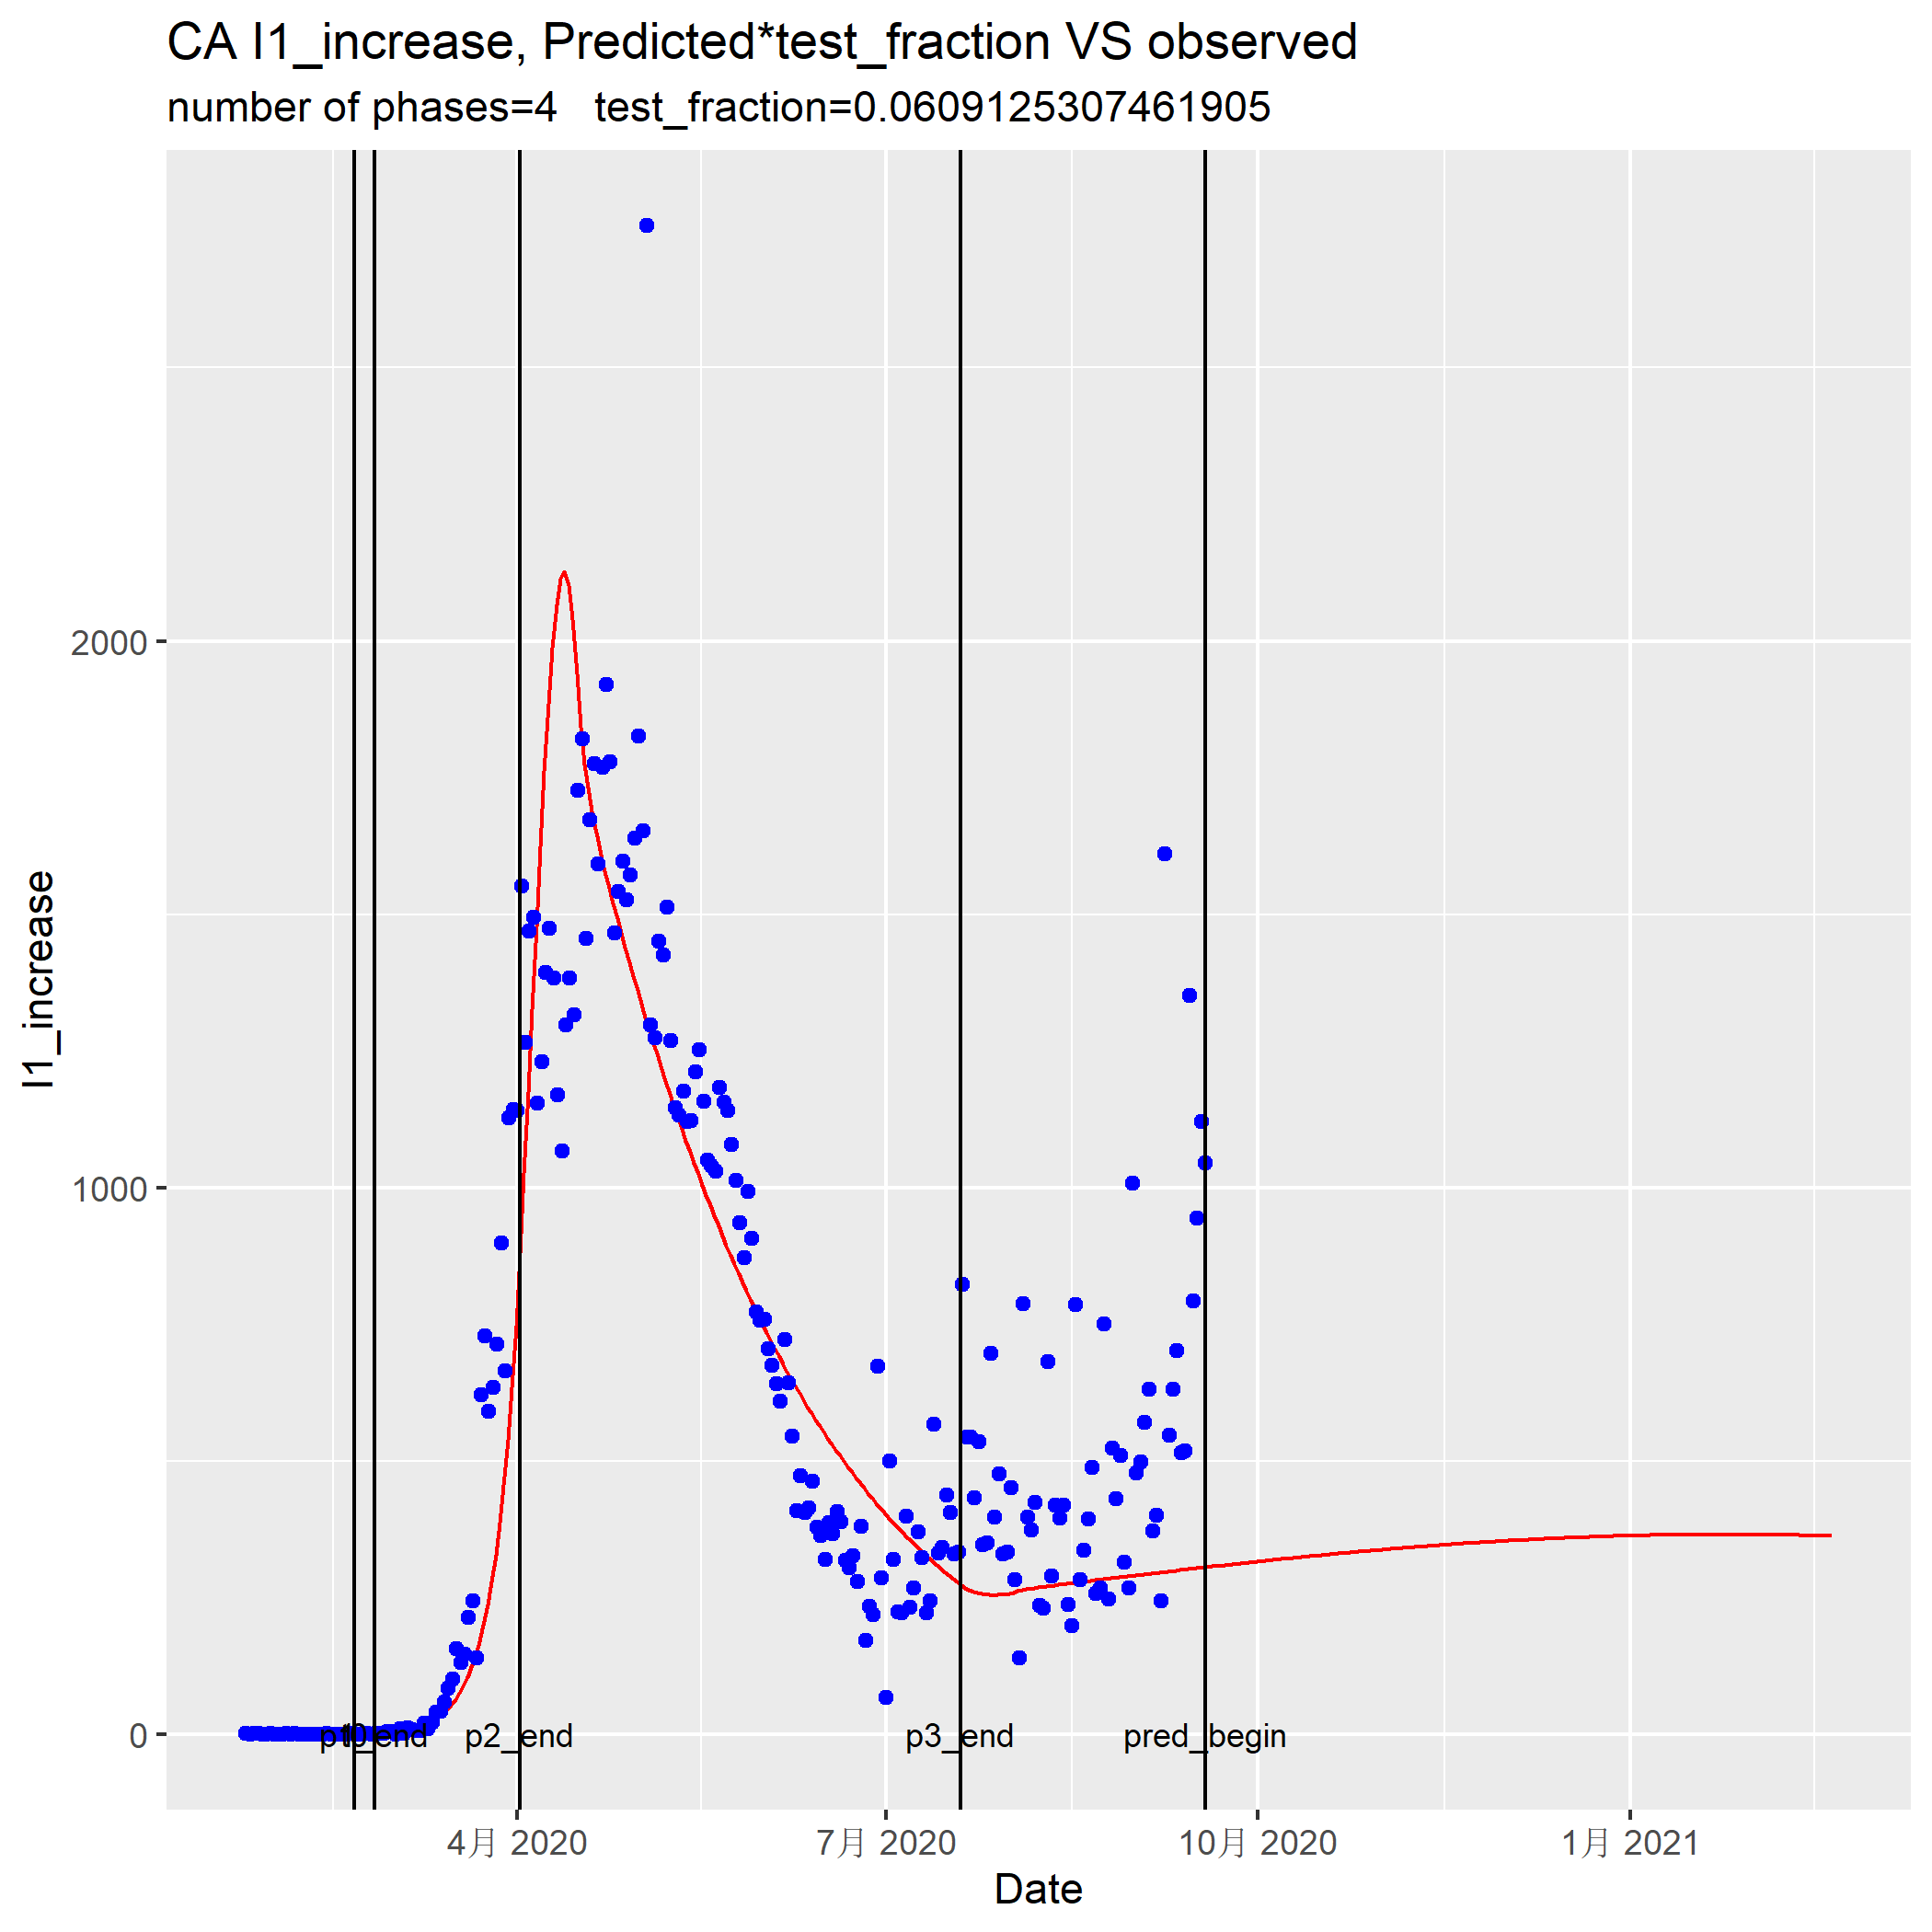 CA I1_increase, Predicted*test_fraction VS observed
number of phases=4   test_fraction=0.0609125307461905
I1_increase
2000
1000
0
p2_end
p3_end
pred_begin
4月 2020
7月 2020
10月 2020
1月 2021
Date